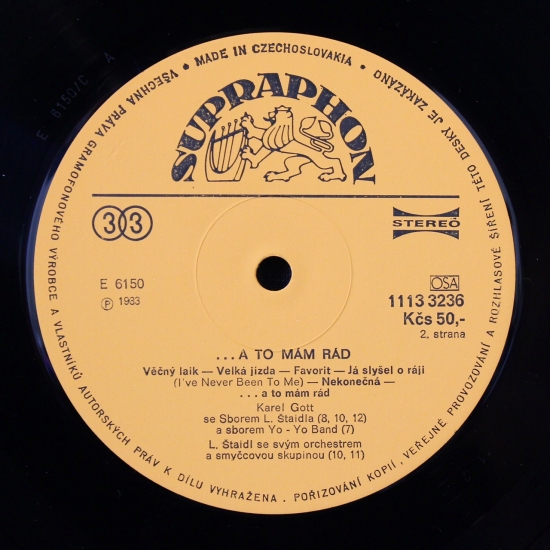 • MADE IN CZECHOSLOVAKIA •
VŠECHNA PRÁVA GRAMOFONOVÉHO VÝROBCE A VLASTNÍKŮ AUTORSKÝCH PRÁV K DÍLU VYHRAŽENA. POŘIZOVÁNÍ KOPIÍ, VEŘEJNÉ PROVOZOVÁNÍ A ROZHLASOVÉ ŠÍŘENÍ TÉTO DESKY JE ZAKÁZÁNO
E 6150/C A
SUPRAPHON
33
STEREO
E 6150
Ⓟ 1983
OSA
1113 3236
Kčs 50,-
2. strana
...A TO MÁM RÁD
Věčný laik — Velká jízda — Favorit — Já slyšel o ráji
(I've Never Been To Me) — Nekonečná —
...a to mám rád
Karel Gott
se Sborem L. Štaidla (8, 10, 12)
a sborem Yo - Yo Band (7)
L. Štaidl se svým orchestrem
a smyčcovou skupinou (10, 11)